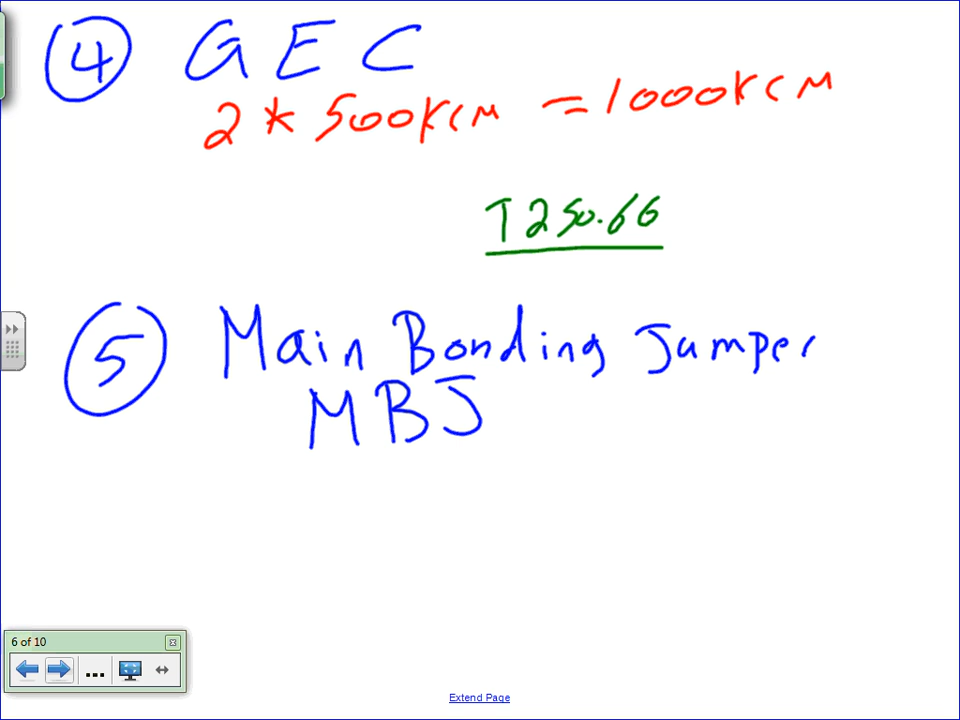 4 GEC
2 * 500KCM = 1000KCM
T250.66
5 Main Bonding Jumper
MBJ
6 of 10
...
Extend Page